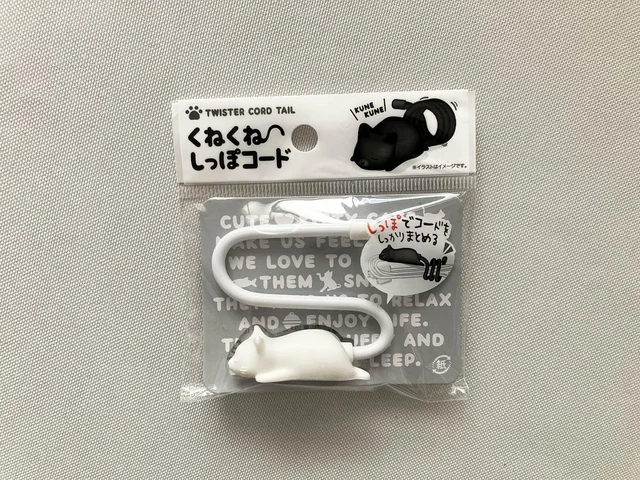 TWISTER CORD TAIL
くねくね
しっぽコード
KUNE
KUNE
※イラストはイメージです。
CUTE
MAKE US FEEL
WE LOVE TO
THEM
TO RELAX
AND ENJOY LIFE.
AND
しっぽでコードを
しっかりまとめる
紙